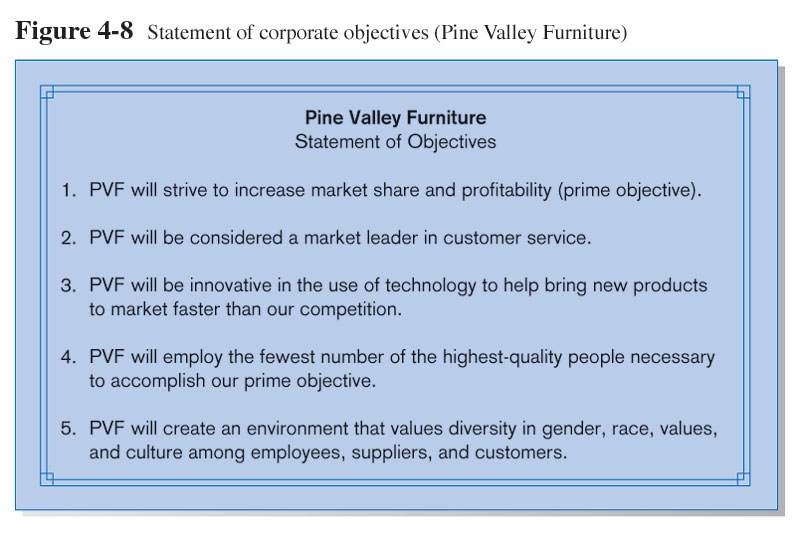 Figure 4-8 Statement of corporate objectives (Pine Valley Furniture)
Pine Valley Furniture
Statement of Objectives
1. PVF will strive to increase market share and profitability (prime objective).
2. PVF will be considered a market leader in customer service.
3. PVF will be innovative in the use of technology to help bring new products
to market faster than our competition.
4. PVF will employ the fewest number of the highest-quality people necessary
to accomplish our prime objective.
5. PVF will create an environment that values diversity in gender, race, values,
and culture among employees, suppliers, and customers.